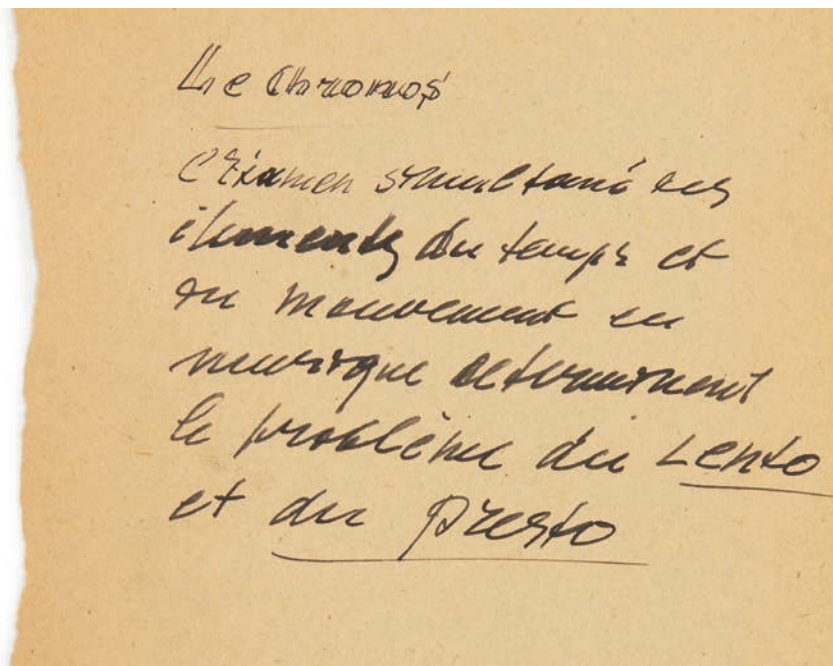 Le Chronos
l'Examen simultané des
éléments du temps et
du mouvement en
musique determinent
le problème du Lento
et du presto